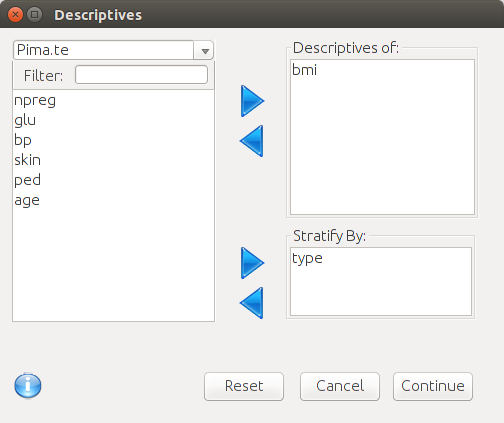 Descriptives
Pima.te
Filter:
npreg
glu
bp
skin
ped
age
Descriptives of:
bmi
Stratify By:
type
Reset
Cancel
Continue